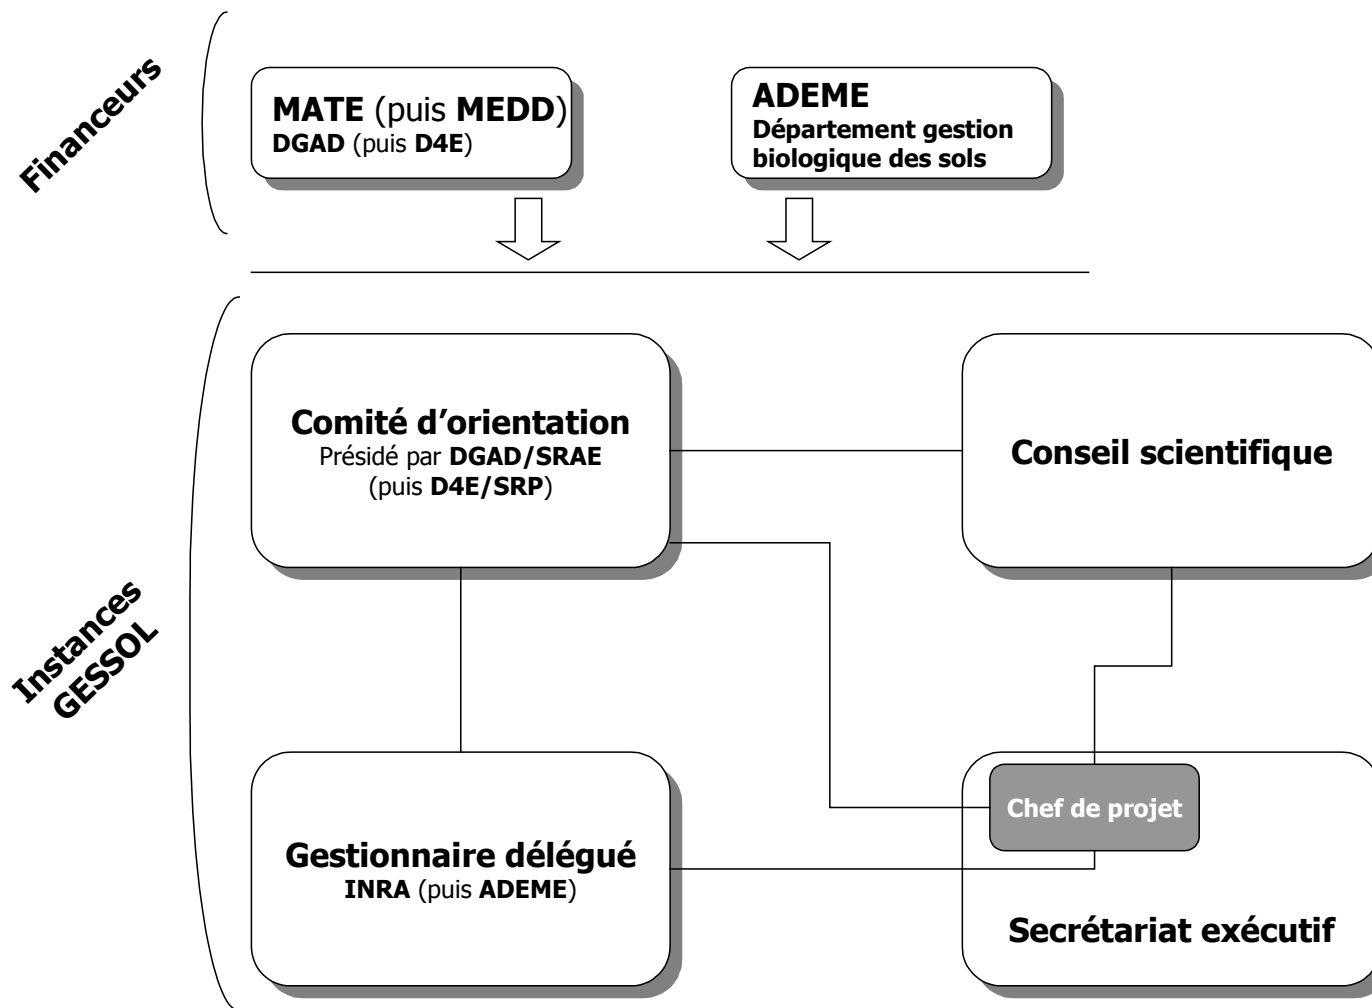 Financeurs
MATE (puis MEDD)
DGAD (puis D4E)
ADEME
Département gestion
biologique des sols
Instances
GESSOL
Comité d’orientation
Présidé par DGAD/SRAE
(puis D4E/SRP)
Conseil scientifique
Gestionnaire délégué
INRA (puis ADEME)
Chef de projet
Secrétariat exécutif